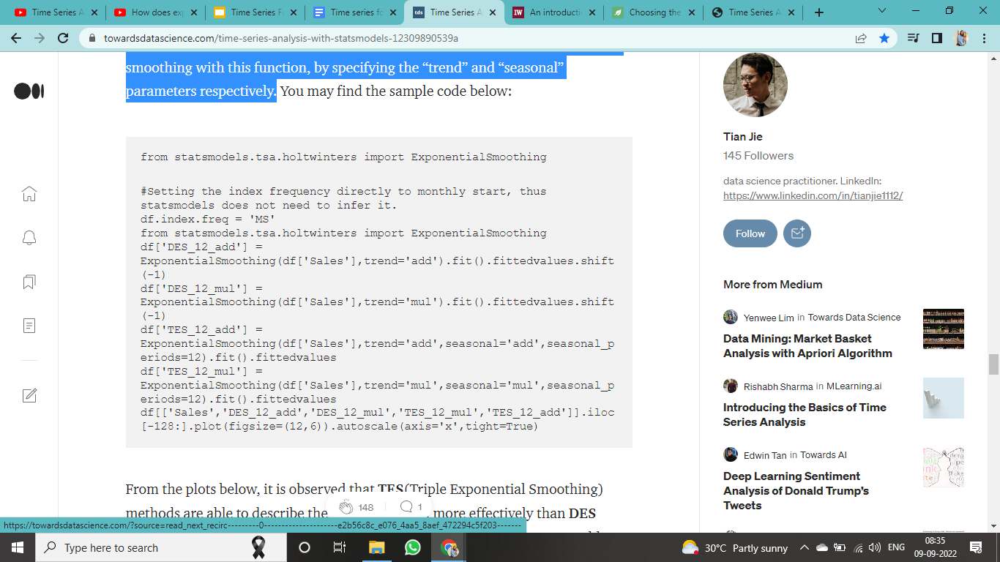 Time Series A
How does exp
Time Series Fo
Time series fo
Time Series A
An introducti
Choosing the
Time Series A
towardsdatascience.com/time-series-analysis-with-statsmodels-12309890539a
smoothing with this function, by specifying the “trend” and “seasonal”
parameters respectively. You may find the sample code below:
from statsmodels.tsa.holtwinters import ExponentialSmoothing
#Setting the index frequency directly to monthly start, thus
statsmodels does not need to infer it.
df.index.freq = 'MS'
from statsmodels.tsa.holtwinters import ExponentialSmoothing
df['DES_12_add'] =
ExponentialSmoothing(df['Sales'],trend='add').fit().fittedvalues.shift
(-1)
df['DES_12_mul'] =
ExponentialSmoothing(df['Sales'],trend='mul').fit().fittedvalues.shift
(-1)
df['TES_12_add'] =
ExponentialSmoothing(df['Sales'],trend='add',seasonal='add',seasonal_p
eriods=12).fit().fittedvalues
df['TES_12_mul'] =
ExponentialSmoothing(df['Sales'],trend='mul',seasonal='mul',seasonal_p
eriods=12).fit().fittedvalues
df[['Sales','DES_12_add','DES_12_mul','TES_12_mul','TES_12_add']].iloc
[-128:].plot(figsize=(12,6)).autoscale(axis='x',tight=True)
From the plots below, it is observed that TES(Triple Exponential Smoothing)
methods are able to describe the more effectively than DES
148
1
Tian Jie
145 Followers
data science practitioner. LinkedIn:
https://www.linkedin.com/in/tianjie1112/
Follow
More from Medium
Yenwee Lim in Towards Data Science
Data Mining: Market Basket
Analysis with Apriori Algorithm
Rishabh Sharma in MLearning.ai
Introducing the Basics of Time
Series Analysis
Edwin Tan in Towards AI
Deep Learning Sentiment
Analysis of Donald Trump’s
Tweets
https://towardsdatascience.com/?source=read_next_recirc---------0---------------------e2b56c8c_e076_4aa5_8aef_472294c5f203-------
Type here to search
30°C Partly sunny
ENG
08:35
09-09-2022